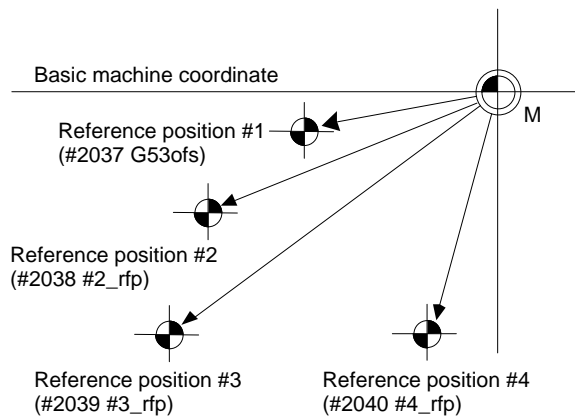 Basic machine coordinate
M
Reference position #1
(#2037 G53ofs)
Reference position #2
(#2038 #2_rfp)
Reference position #3
(#2039 #3_rfp)
Reference position #4
(#2040 #4_rfp)